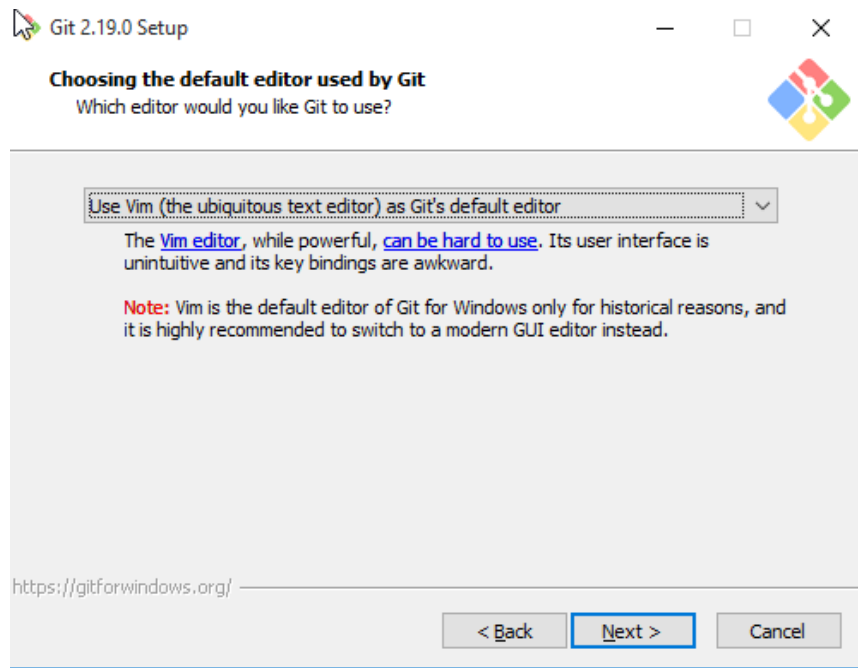 Git 2.19.0 Setup
Choosing the default editor used by Git
Which editor would you like Git to use?
Use Vim (the ubiquitous text editor) as Git's default editor
The Vim editor, while powerful, can be hard to use. Its user interface is
unintuitive and its key bindings are awkward.
Note: Vim is the default editor of Git for Windows only for historical reasons, and
it is highly recommended to switch to a modern GUI editor instead.
https://gitforwindows.org/
< Back
Next >
Cancel